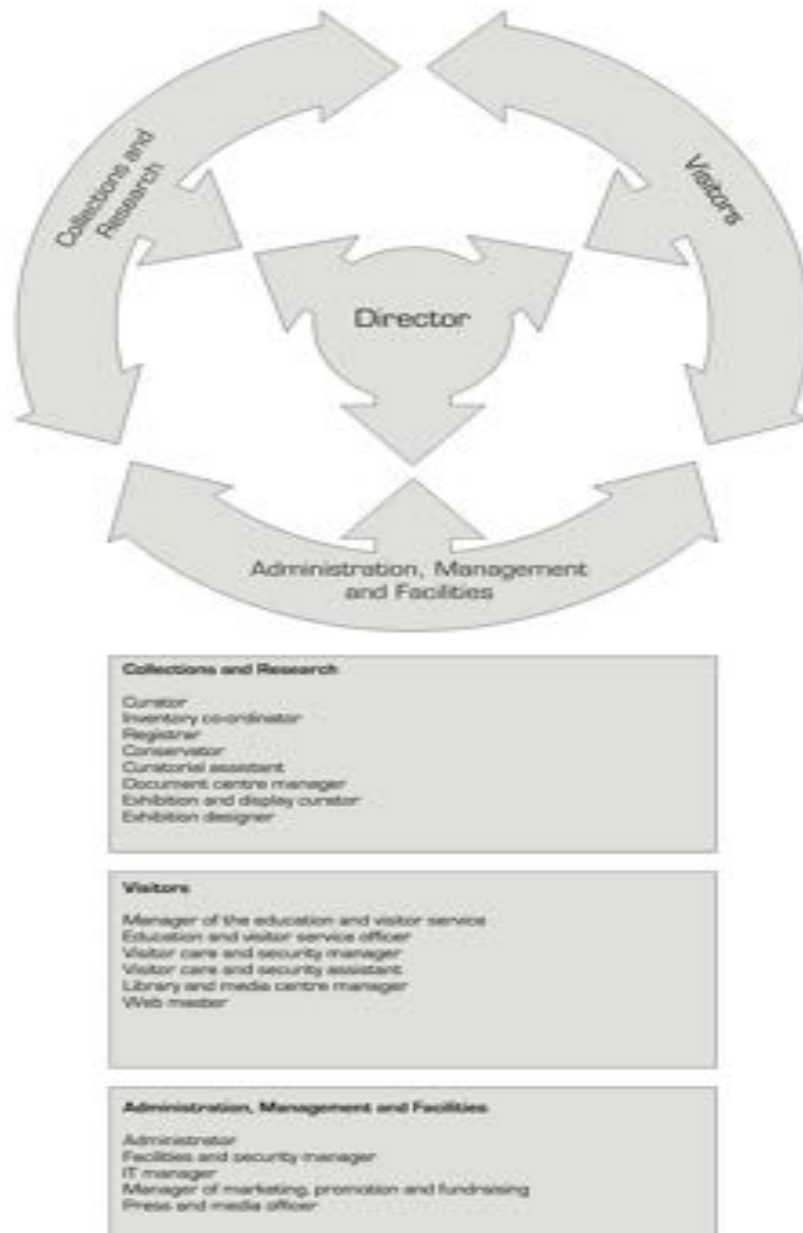 Collections and
Research
Visitors
Director
Administration, Management
and Facilities
Collections and Research
Curator
Inventory co-ordinator
Registrar
Conservator
Curatorial assistant
Document centre manager
Exhibition and display curator
Exhibition designer
Visitors
Manager of the education and visitor service
Education and visitor service officer
Visitor care and security manager
Visitor care and security assistant
Library and media centre manager
Web master
Administration, Management and Facilities
Administrator
Facilities and security manager
IT manager
Manager of marketing, promotion and fundraising
Press and media officer